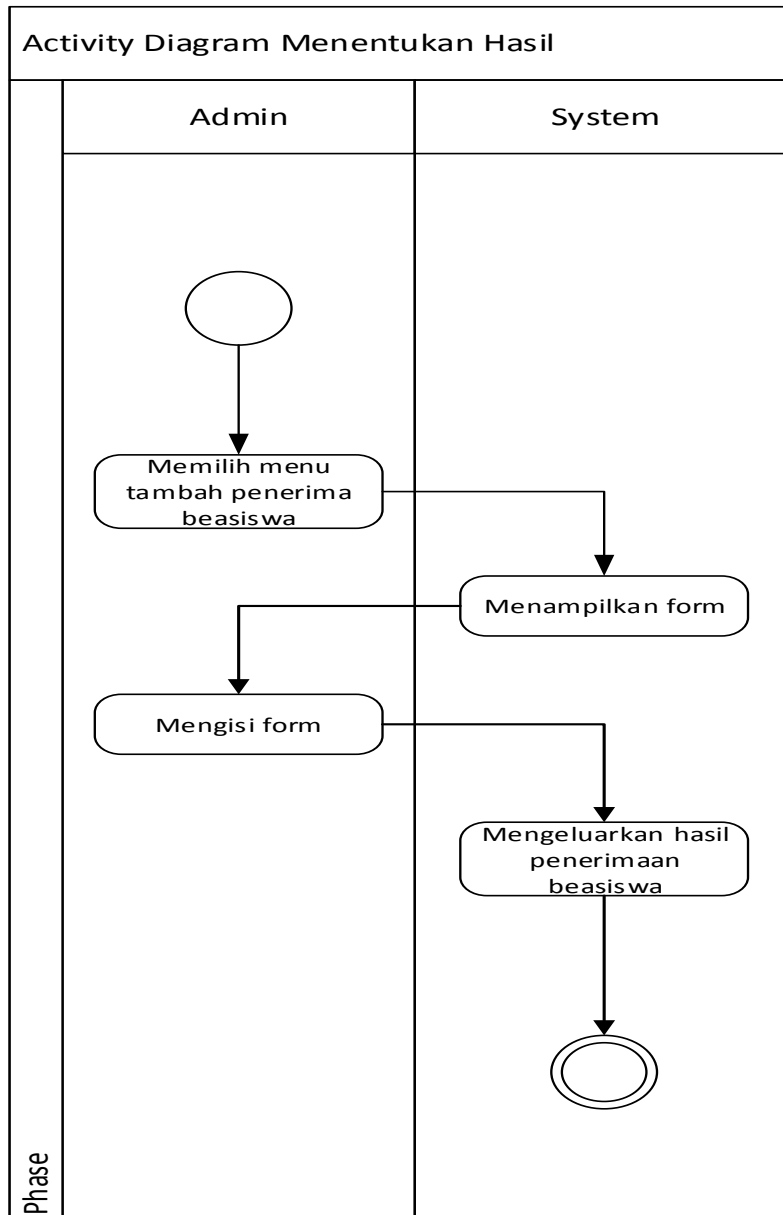 Activity Diagram Menentukan Hasil
Admin
System
Memilih menu
tambah penerima
beasiswa
Menampilkan form
Mengisi form
Mengeluarkan hasil
penerimaan
beasiswa
Phase